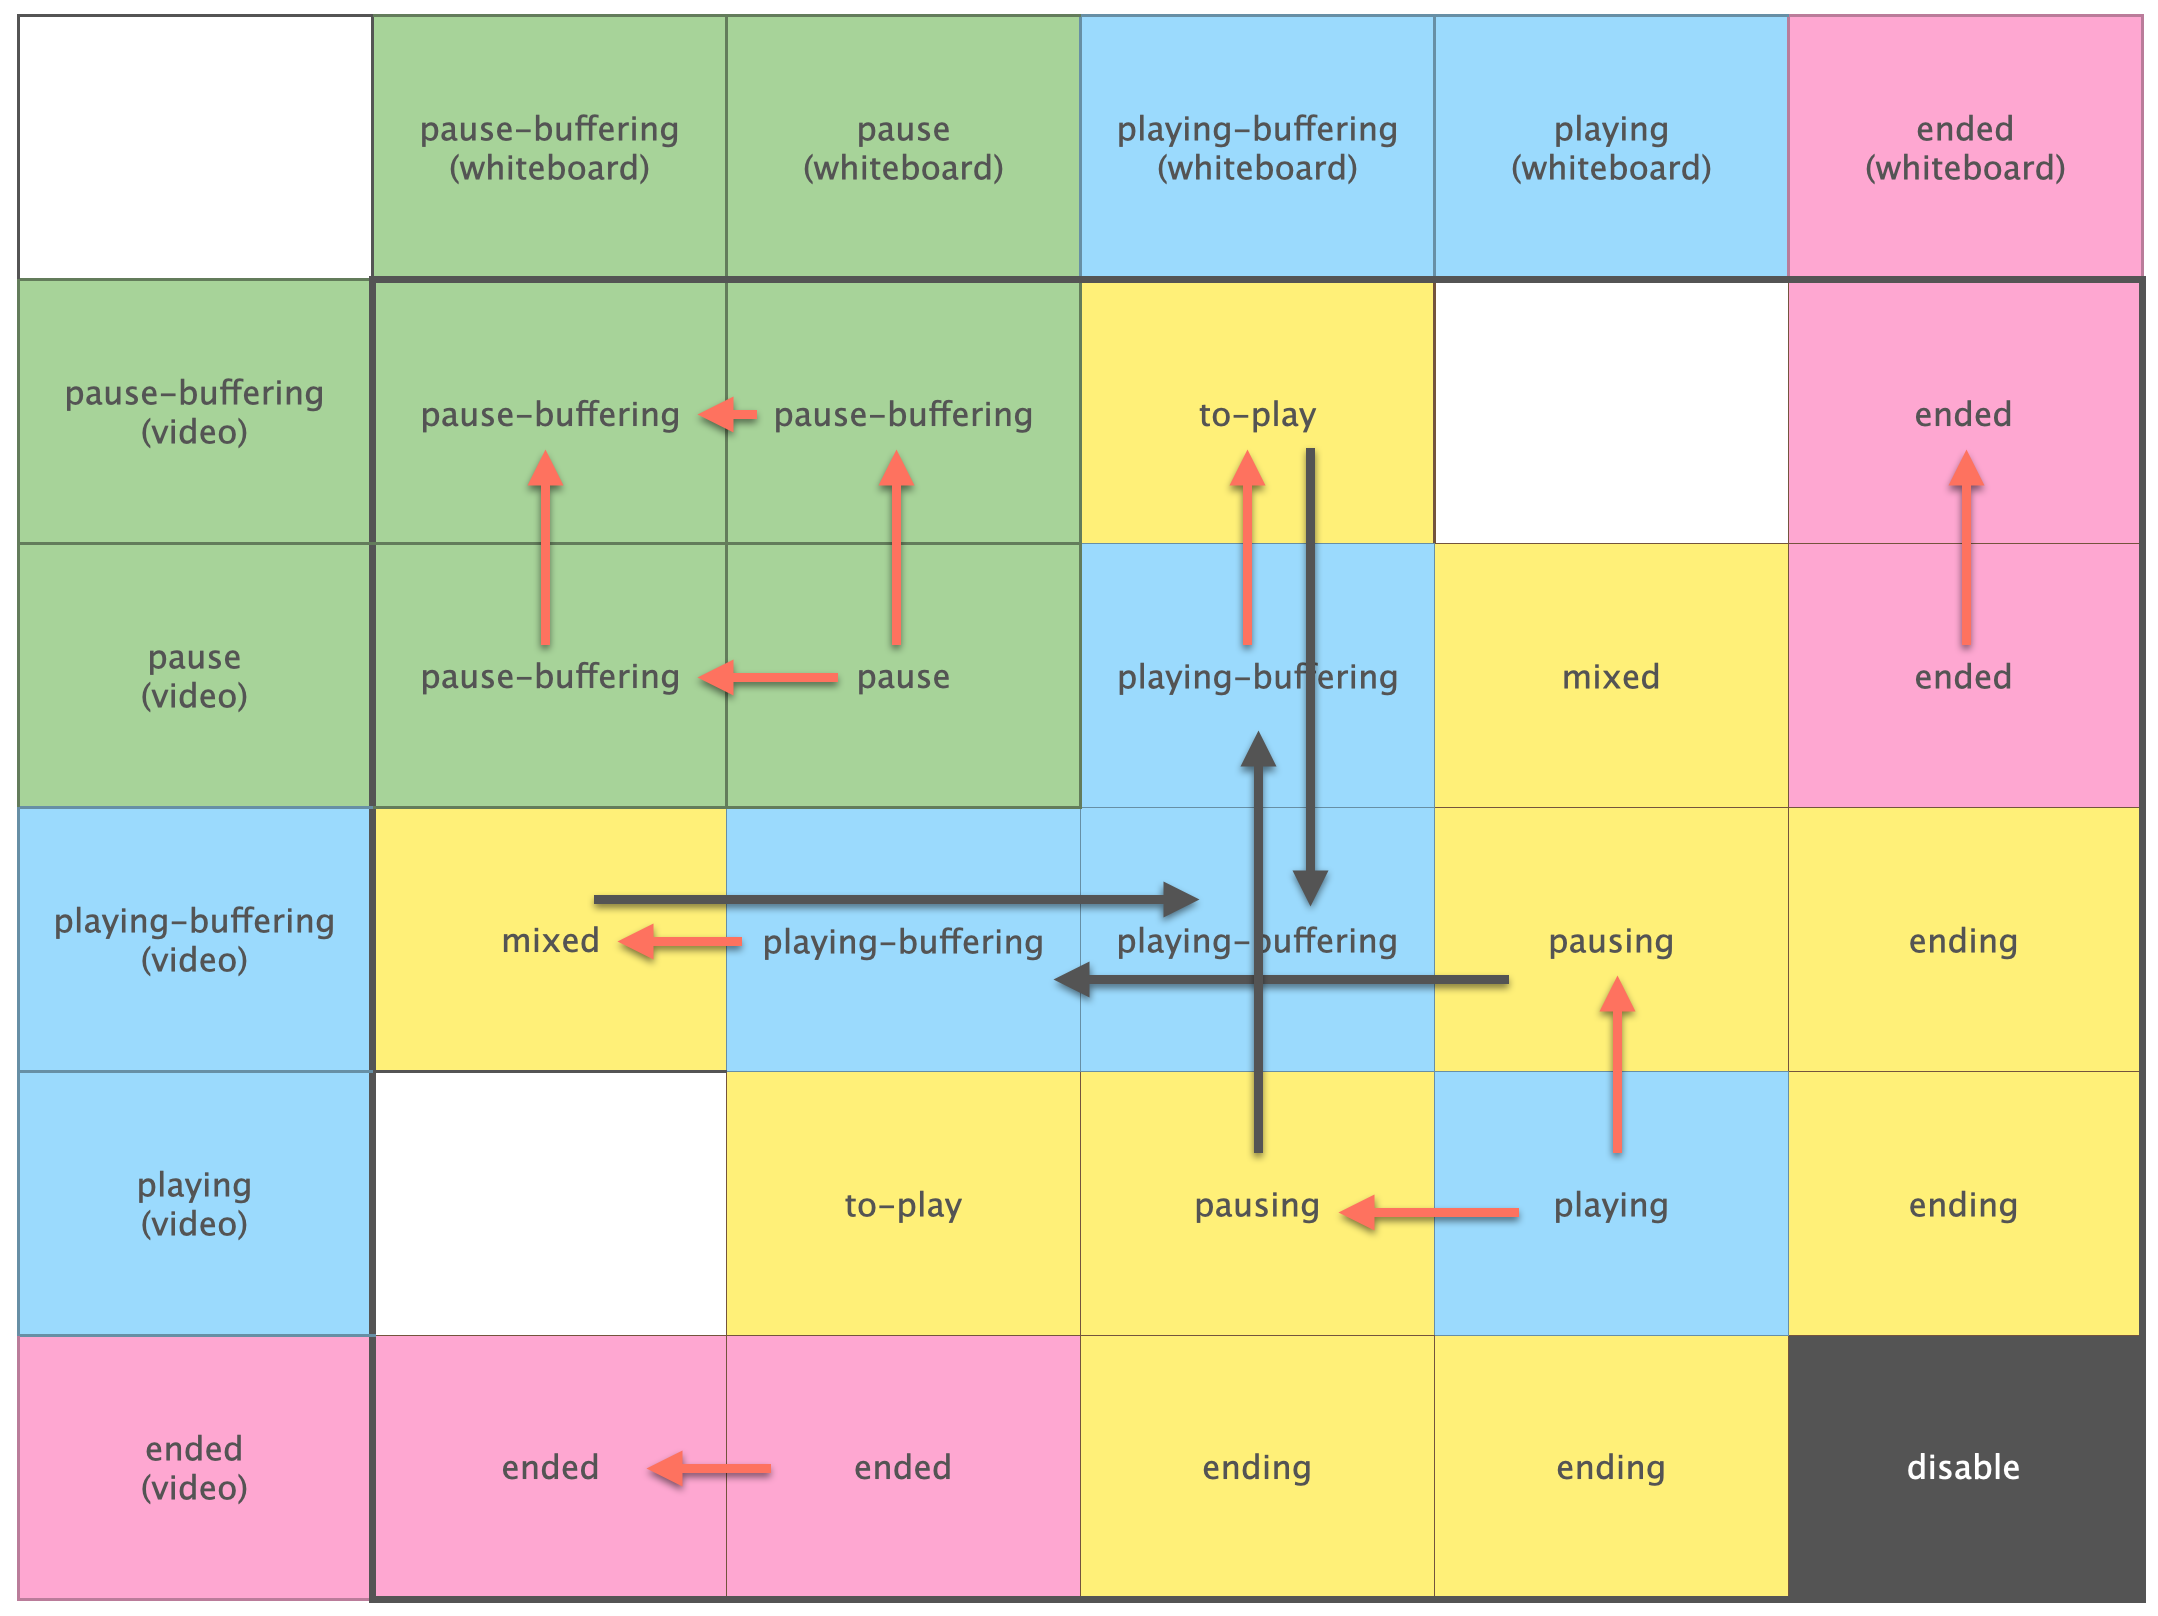 pause-buffering
(whiteboard)
pause
(whiteboard)
playing-buffering
(whiteboard)
playing
(whiteboard)
ended
(whiteboard)
pause-buffering
(video)
pause-buffering
pause-buffering
to-play
ended
pause
(video)
pause-buffering
pause
playing-buffering
mixed
ended
playing-buffering
(video)
mixed
playing-buffering
playing-buffering
pausing
ending
playing
(video)
to-play
pausing
playing
ending
ended
(video)
ended
ended
ending
ending
disable